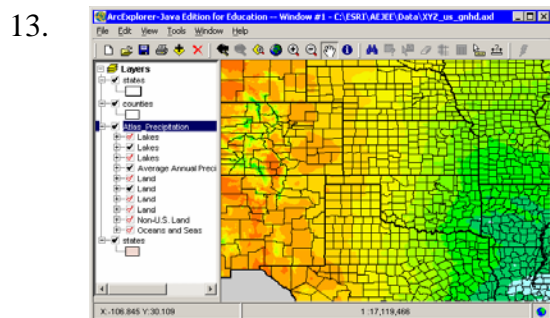 13.
ArcExplorer-Java Edition for Education -- Window #1 - C:\ESRI\AEJEE\Data\XYZ_us_gnhd.axl
File Edit View Tools Window Help
Layers
states
counties
Atlas_Precipitation
Lakes
Lakes
Lakes
Average Annual Preci
Land
Land
Land
Land
Non-U.S. Land
Oceans and Seas
states
X:-106.845 Y:30.109
1 :17,119,466